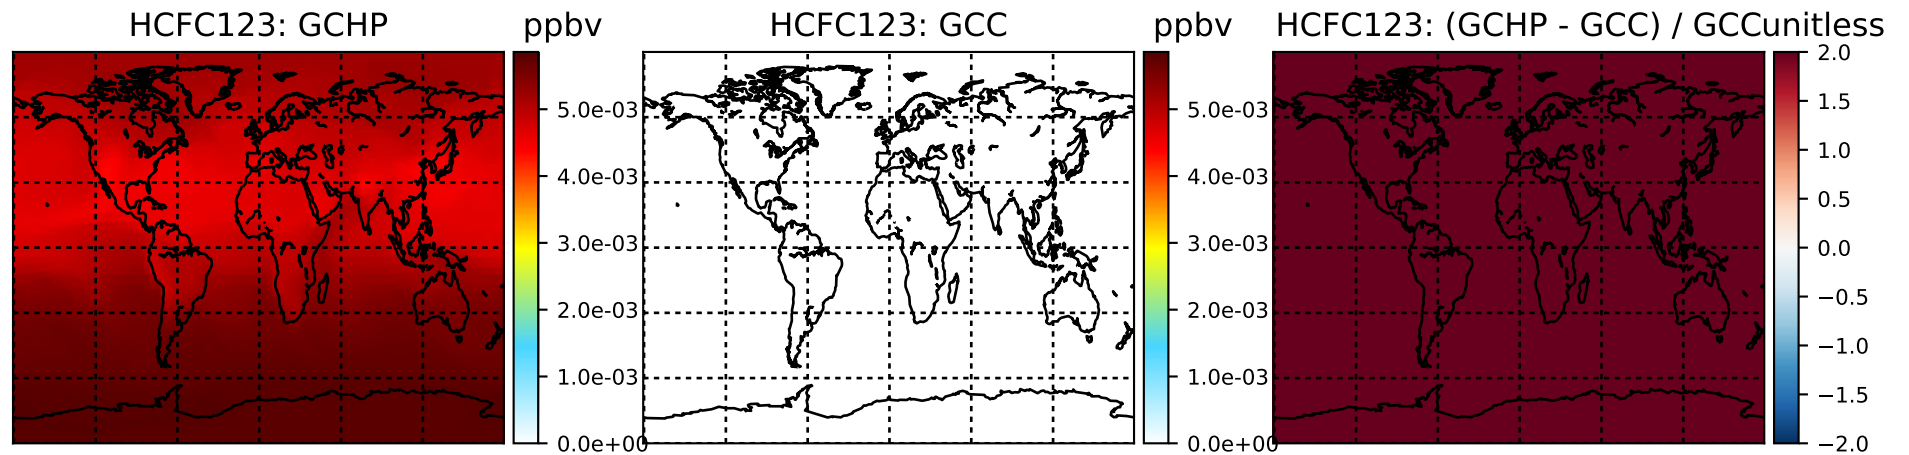 HCFC123: GCHP
ppbv
5.0e-03
4.0e-03
3.0e-03
2.0e-03
1.0e-03
0.0e+00
HCFC123: GCC
ppbv
5.0e-03
4.0e-03
3.0e-03
2.0e-03
1.0e-03
0.0e+00
HCFC123: (GCHP - GCC) / GCC
unitless
2.0
1.5
1.0
0.5
0.0
−0.5
−1.0
−1.5
−2.0